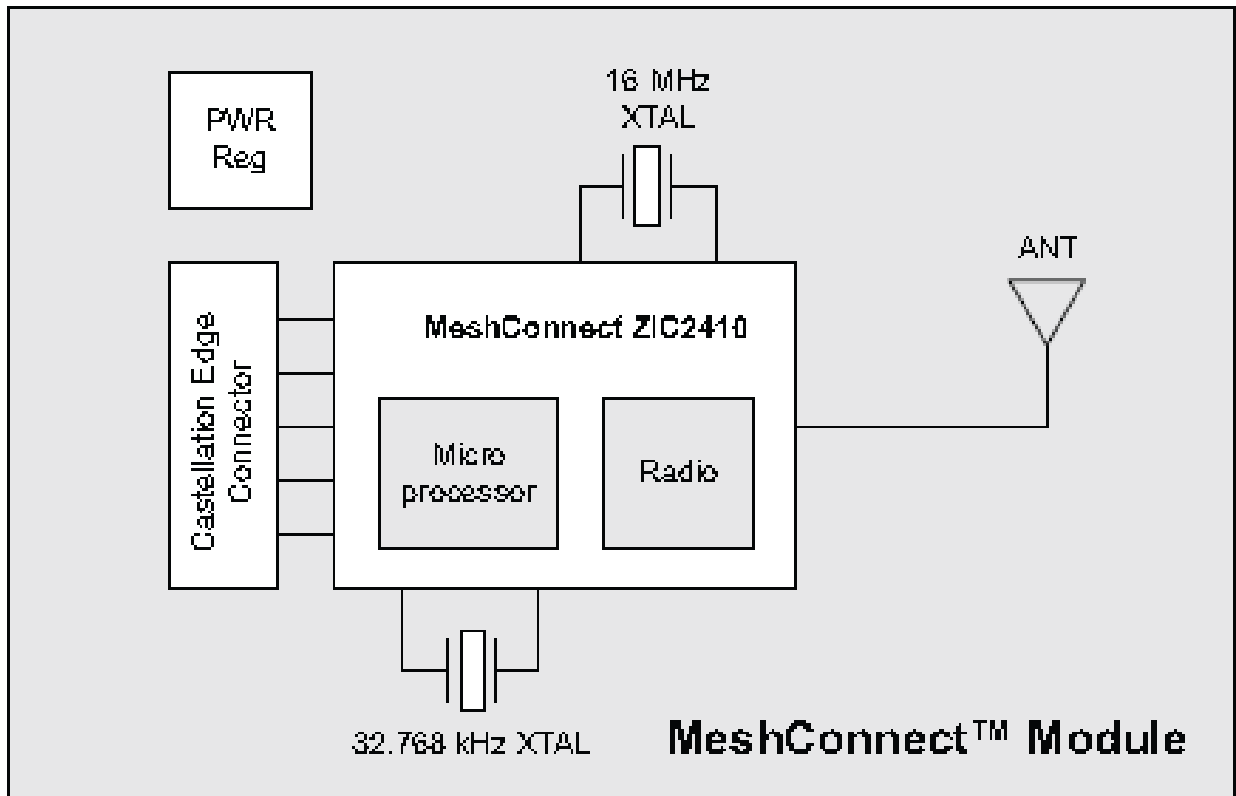 PWR
Reg
16 MHz
XTAL
ANT
Castellation Edge
Connector
MeshConnect ZIC2410
Micro
processor
Radio
32.768 kHz XTAL
MeshConnect™ Module